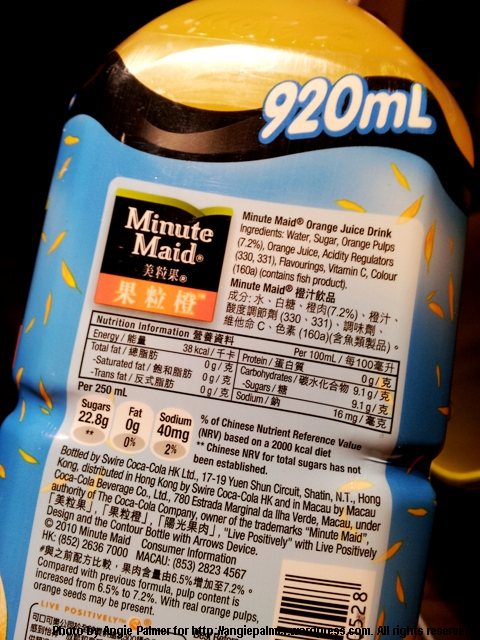 920mL
Minute
Maid®
美粒果®
果粒橙™
Minute Maid® Orange Juice Drink
Ingredients: Water, Sugar, Orange Pulps
(7.2%), Orange Juice, Acidity Regulators
(330, 331), Flavourings, Vitamin C, Colour
(160a) (contains fish product).
Minute Maid® 橙汁飲品
成分: 水、白糖、橙肉(7.2%)、橙汁、
酸度調節劑 (330、331)、調味劑、
維他命 C、色素 (160a)(含魚類製品)。
Nutrition Information 營養資料
Per 100mL / 每100毫升
Energy / 能量 38 kcal / 千卡
Protein / 蛋白質 0 g / 克
Total fat / 總脂肪 0 g / 克
Carbohydrates / 碳水化合物 9.1 g / 克
-Saturated fat / 飽和脂肪 0 g / 克
-Sugars / 糖 9.1 g / 克
-Trans fat / 反式脂肪 0 g / 克
Sodium / 鈉 16 mg / 毫克
Per 250 mL
Sugars
22.8g
**
Fat
0g
0%
Sodium
40mg
2%
% of Chinese Nutrient Reference Value
(NRV) based on a 2000 kcal diet
** Chinese NRV for total sugars has not
been established.
Bottled by Swire Coca-Cola HK Ltd., 17-19 Yuen Shun Circuit, Shatin, N.T., Hong
Kong, distributed in Hong Kong by Swire Coca-Cola HK and in Macau by Macau
Coca-Cola Beverage Co., Ltd., 780 Estrada Marginal da Ilha Verde, Macau, under
authority of The Coca-Cola Company, owner of the trademarks "Minute Maid",
「美粒果」,「果粒橙」,「陽光果肉」, "Live Positively" with Live Positively
Design and the Contour Bottle with Arrows Device.
© 2010 Minute Maid Consumer Information
HK: (852) 2636 7000 MACAU: (853) 2823 4567
#與之前配方比較，果肉含量由6.5%增加至7.2%。
Compared with previous formula, pulp content is
increased from 6.5% to 7.2%. With real orange pulps,
orange seeds may be present.
LIVE POSITIVELY™
528
Photo by Angie Palmer for http://angiepalmer.wordpress.com. All rights reserve